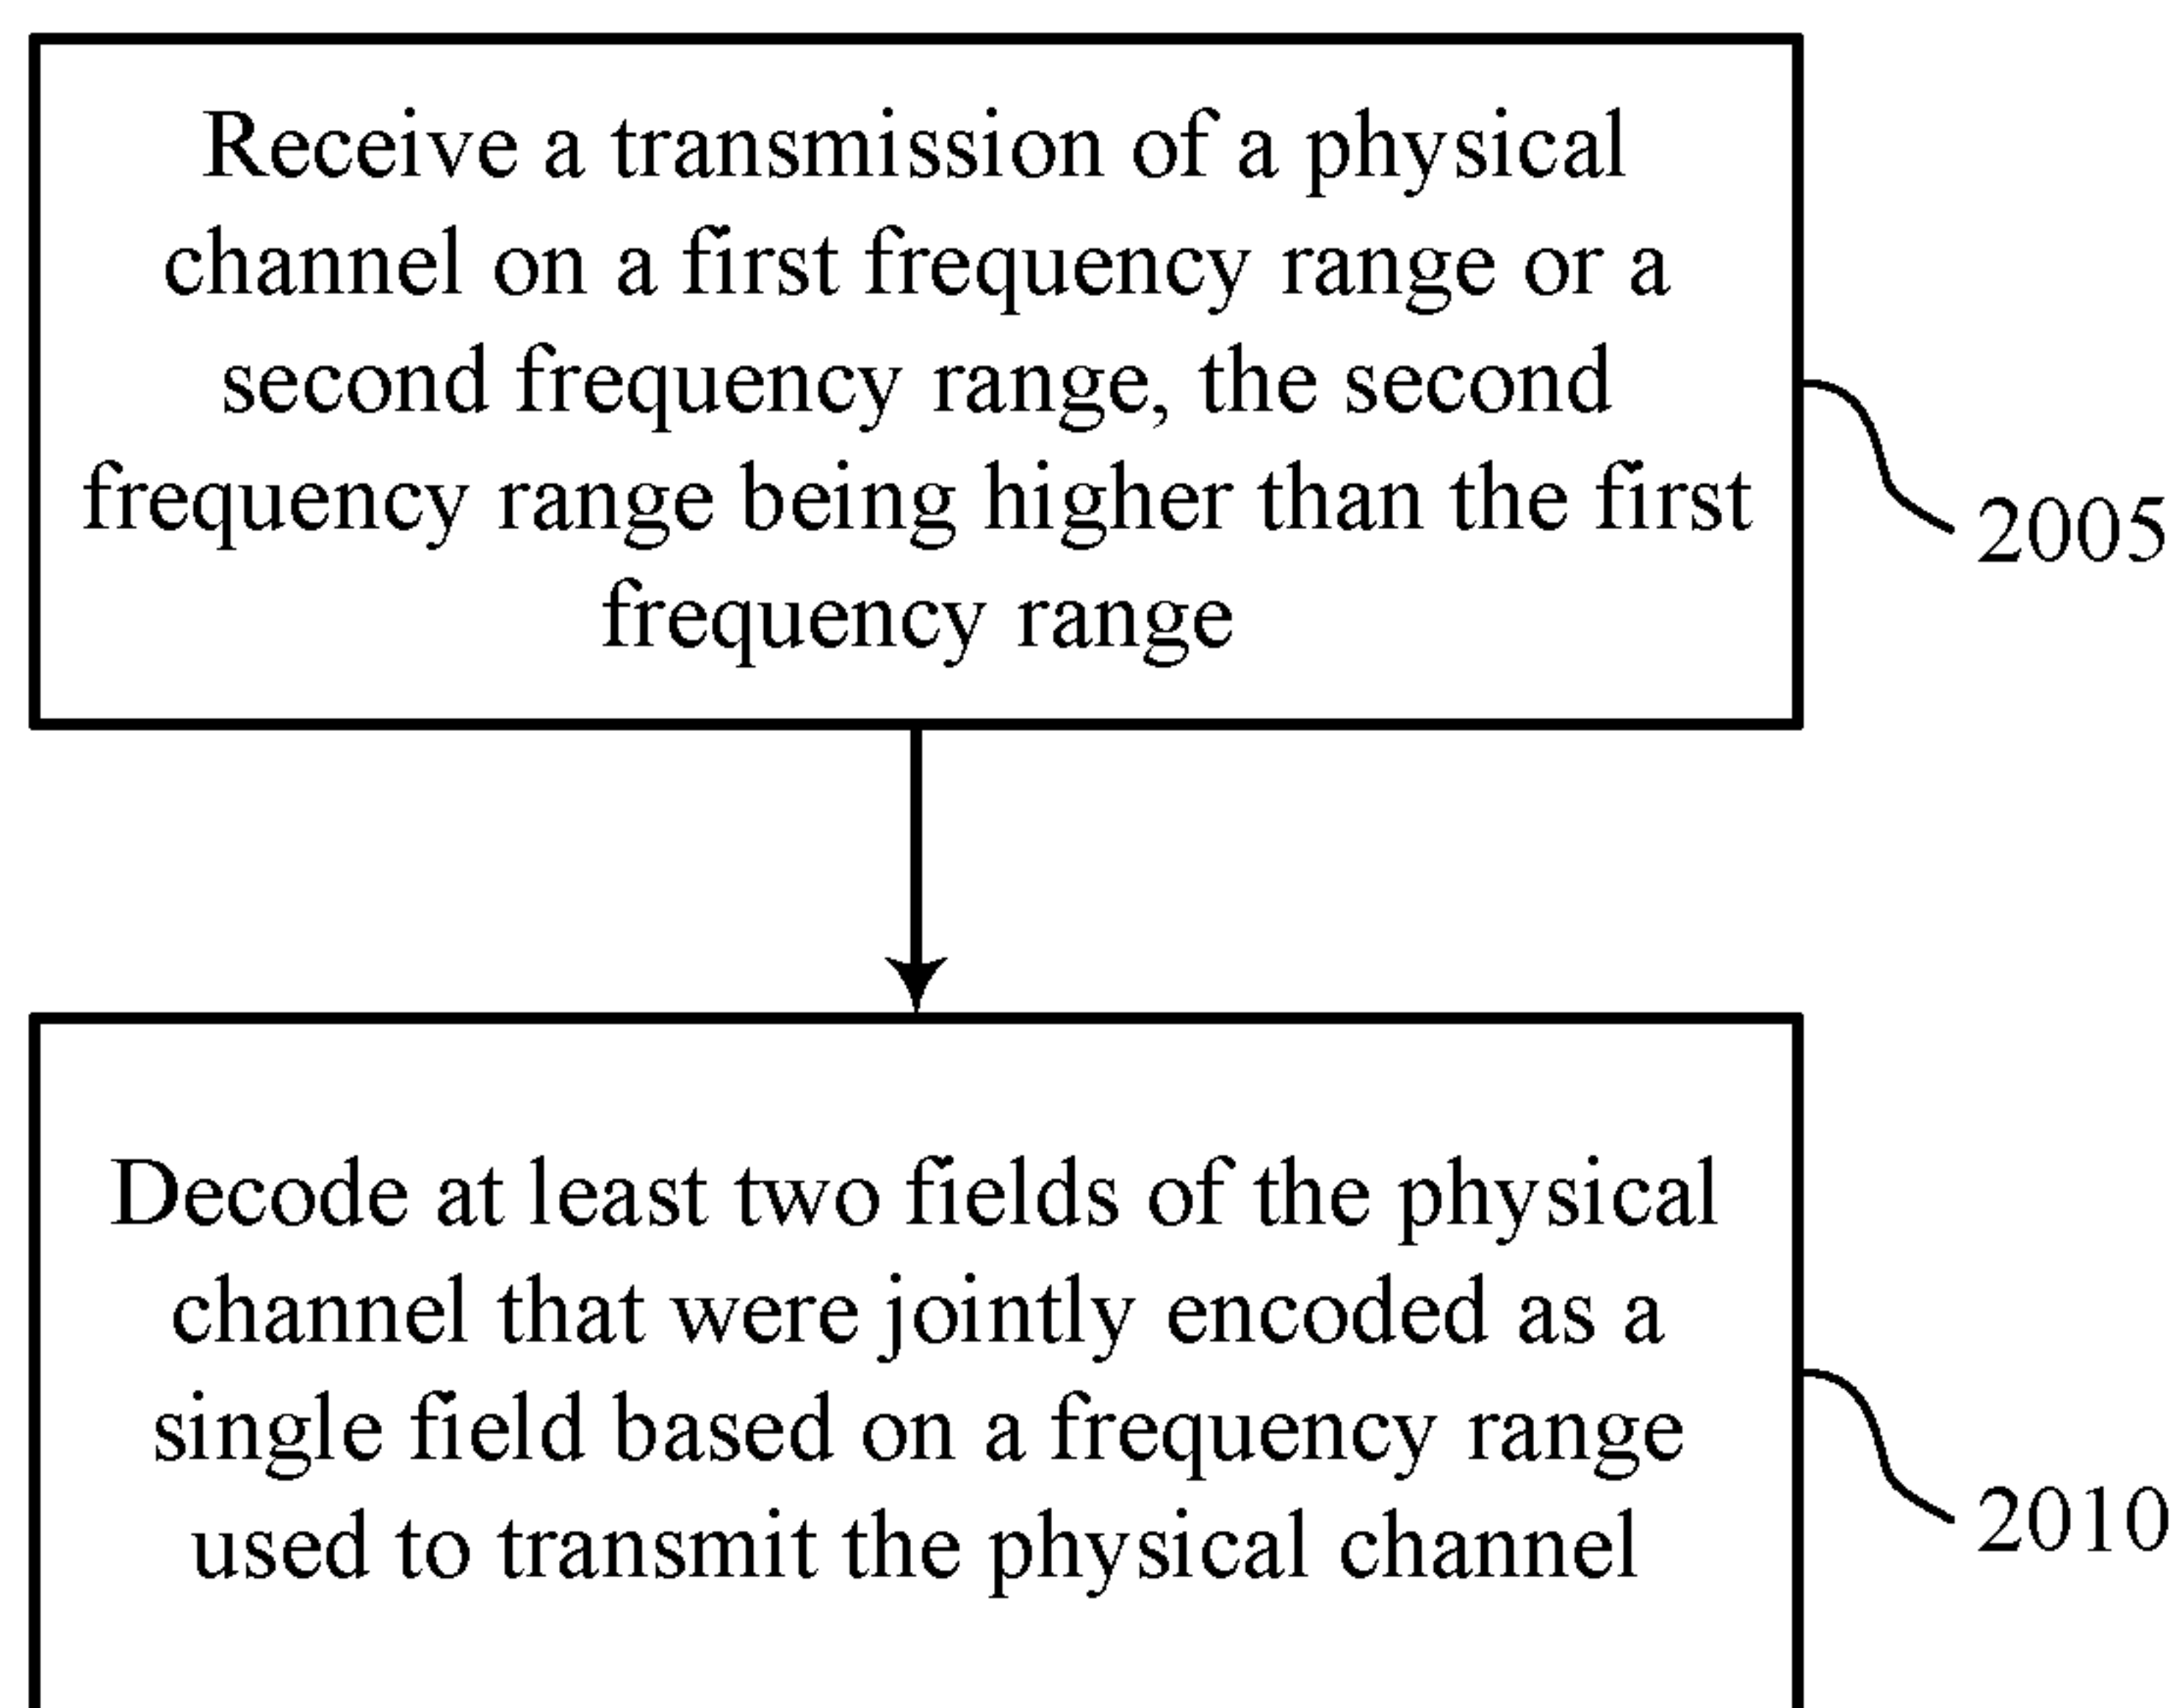 Receive a transmission of a physical
channel on a first frequency range or a
second frequency range, the second
frequency range being higher than the first
frequency range
2005
Decode at least two fields of the physical
channel that were jointly encoded as a
single field based on a frequency range
used to transmit the physical channel
2010